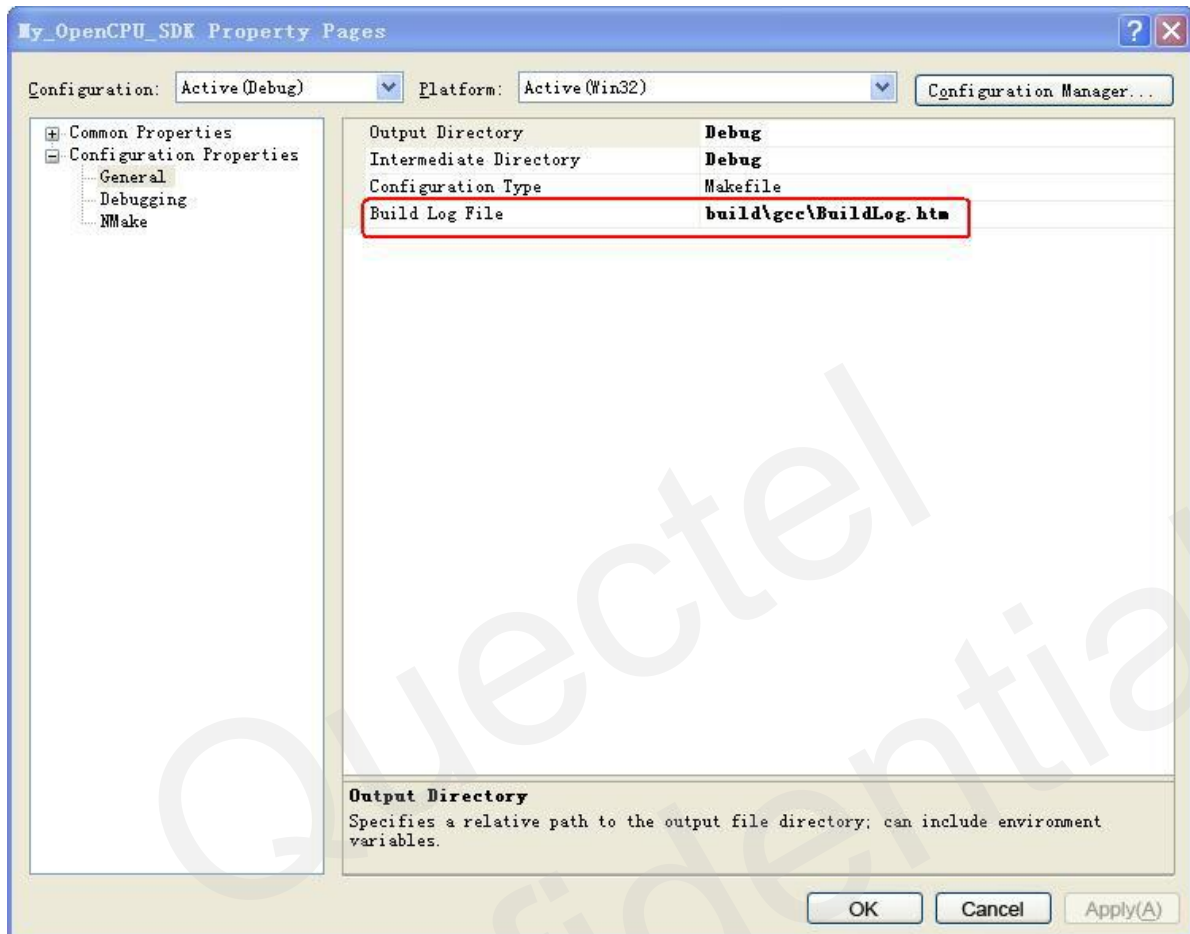 My_OpenCPU_SDK Property Pages
Configuration: Active(Debug) Platform: Active(Win32) Configuration Manager...
Common Properties
Configuration Properties
General
Debugging
NMake
Output Directory Debug
Intermediate Directory Debug
Configuration Type Makefile
Build Log File build\gcc\BuildLog.htm
Output Directory
Specifies a relative path to the output file directory; can include environment
variables.
OK Cancel Apply(A)
Quectel